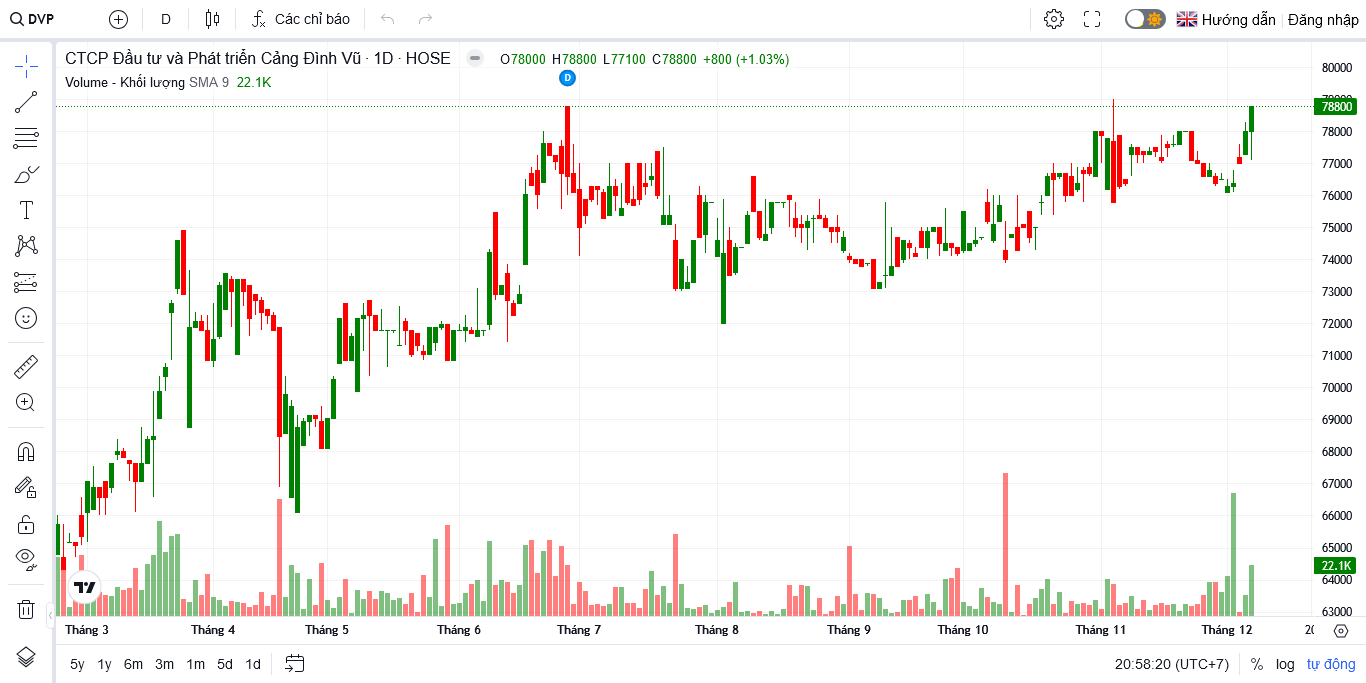 DVP D Các chỉ báo Hướng dẫn Đăng nhập
CTCP Đầu tư và Phát triển Cảng Đình Vũ · 1D · HOSE O78000 H78800 L77100 C78800 +800 (+1.03%)
Volume - Khối lượng SMA 9 22.1K
D
80000
79000
78800
78000
77000
76000
75000
74000
73000
72000
71000
70000
69000
68000
67000
66000
65000
22.1K
64000
63000
Tháng 3 Tháng 4 Tháng 5 Tháng 6 Tháng 7 Tháng 8 Tháng 9 Tháng 10 Tháng 11 Tháng 12
5y 1y 6m 3m 1m 5d 1d 20:58:20 (UTC+7) % log tự động